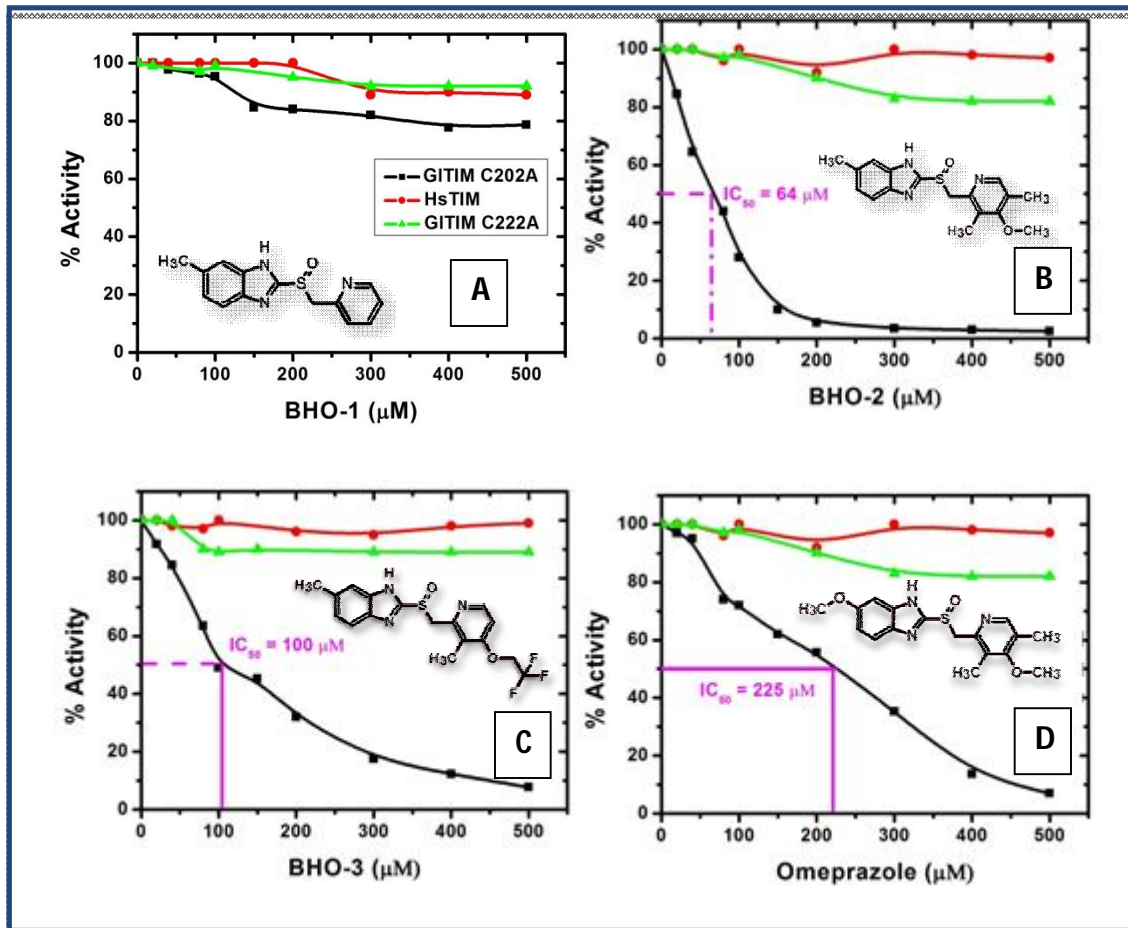 100
80
60
40
20
0
% Activity
GlTIM C202A
HsTIM
GlTIM C222A
H
N
H₃C
N
S
O
N
A
0 100 200 300 400 500
BHO-1 (µM)
100
80
60
40
20
0
% Activity
IC₅₀ = 64 µM
H
N
H₃C
N
S
O
N
CH₃
H₃C
O-CH₃
B
0 100 200 300 400 500
BHO-2 (µM)
100
80
60
40
20
0
% Activity
IC₅₀ = 100 µM
H₃C
H
N
N
S
O
N
H₃C
O
F
F
F
C
0 100 200 300 400 500
BHO-3 (µM)
100
80
60
40
20
0
% Activity
IC₅₀ = 225 µM
H₃C-O
H
N
N
S
O
N
CH₃
H₃C
O-CH₃
D
0 100 200 300 400 500
Omeprazole (µM)